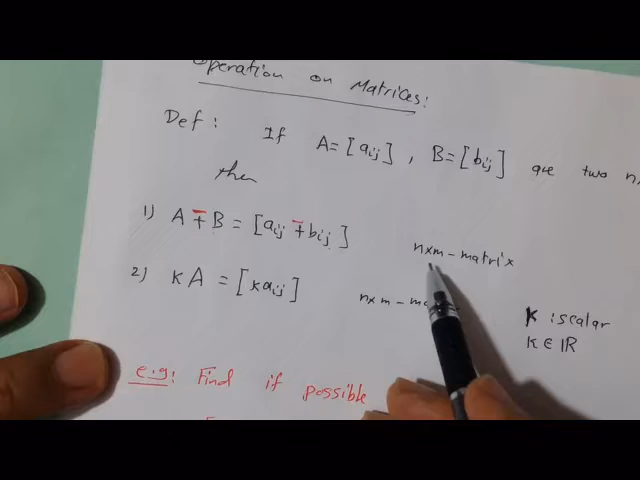 Operation on Matrices:
Def: If A=[aij], B=[bij] are two
then
1) A ∓ B = [aij ∓ bij] nxm-matrix
2) KA = [kaij] nxm-
K :scalar
K ∈ IR
e.g: Find if possible